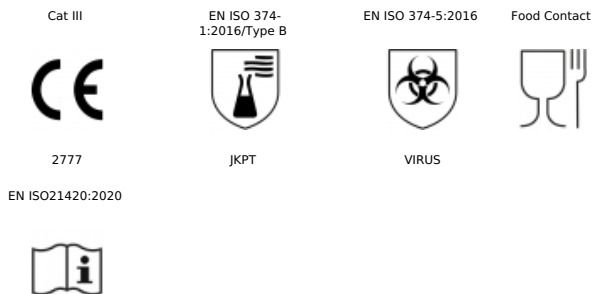 Cat III
EN ISO 374-
1:2016/Type B
EN ISO 374-5:2016
Food Contact
CE
i
2777
JKPT
VIRUS
EN ISO21420:2020